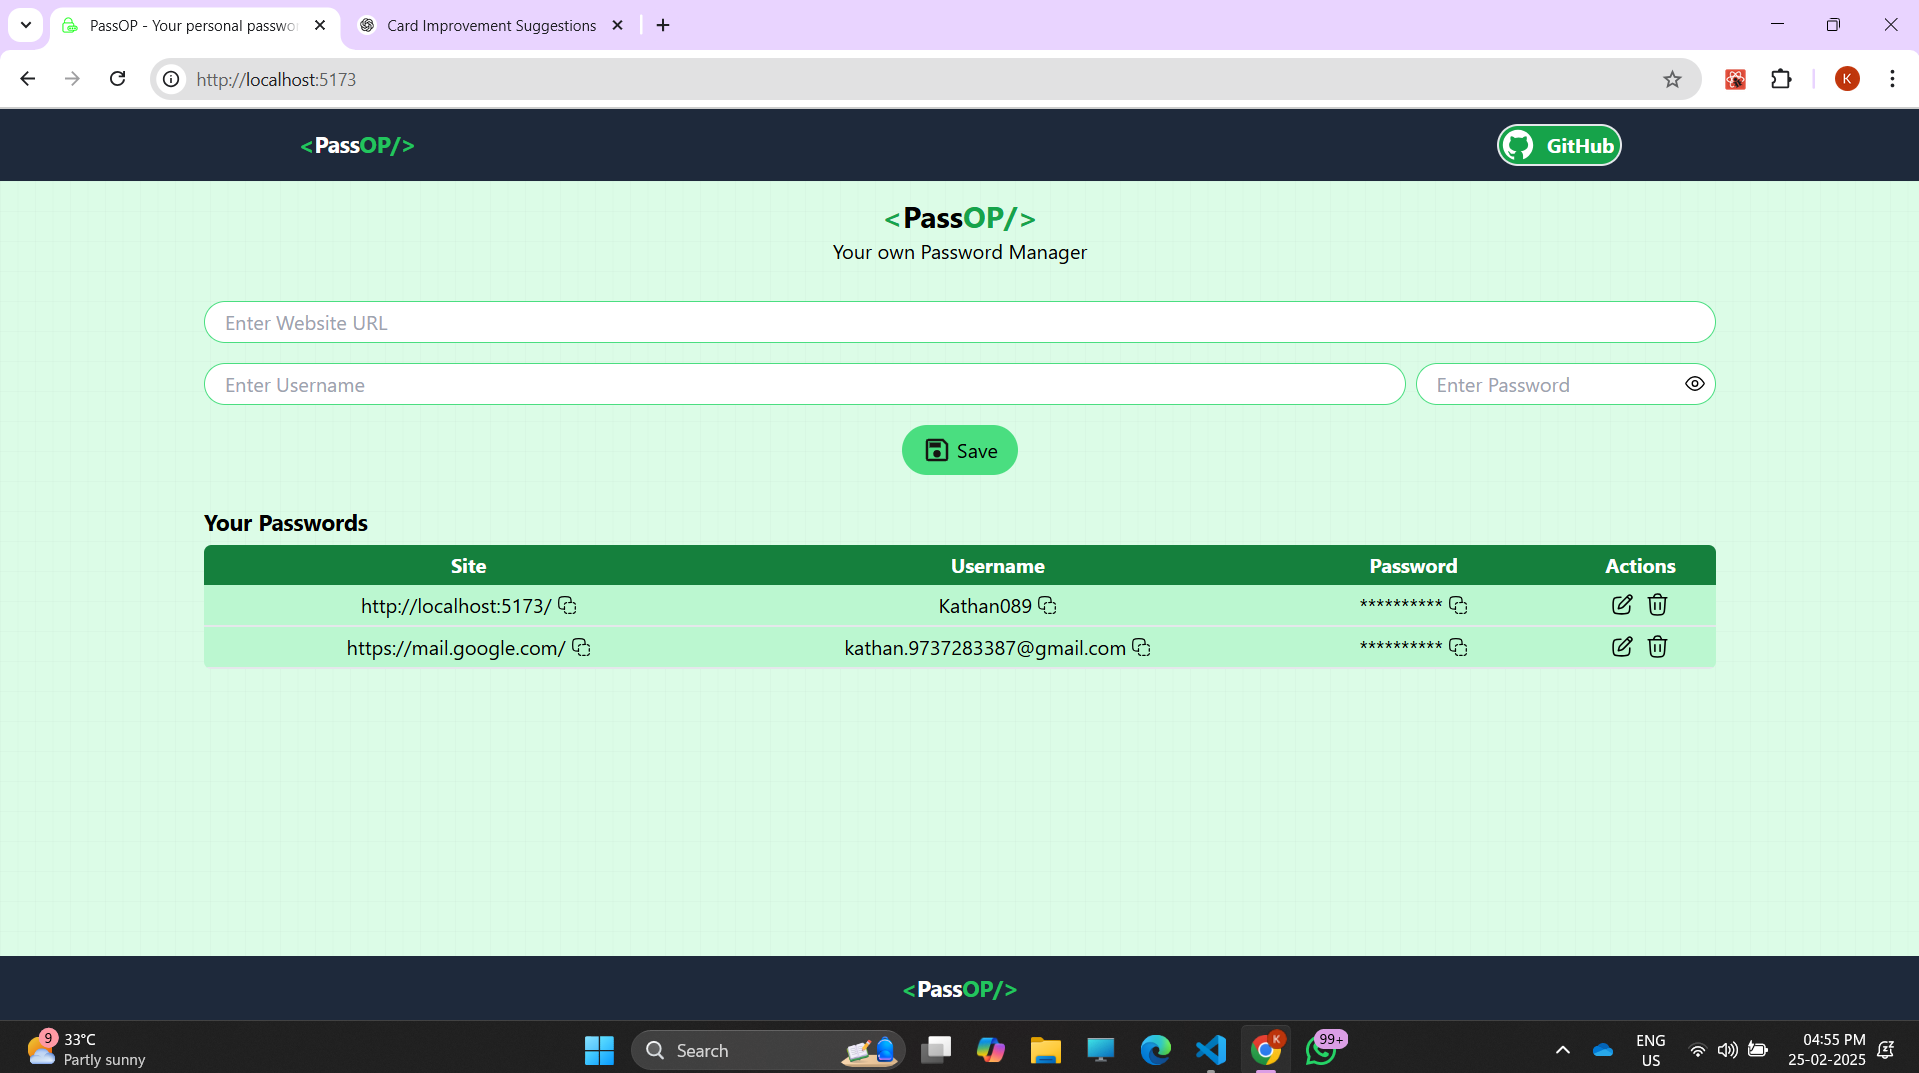 PassOP - Your personal passwo
Card Improvement Suggestions
http://localhost:5173
K
<PassOP/>
GitHub
<PassOP/>
Your own Password Manager
Enter Website URL
Enter Username
Enter Password
Save
Your Passwords
Site Username Password Actions
http://localhost:5173/ Kathan089 **********
https://mail.google.com/ kathan.9737283387@gmail.com **********
<PassOP/>
9
33°C
Partly sunny
Search
K
99+
ENG
US
04:55 PM
25-02-2025